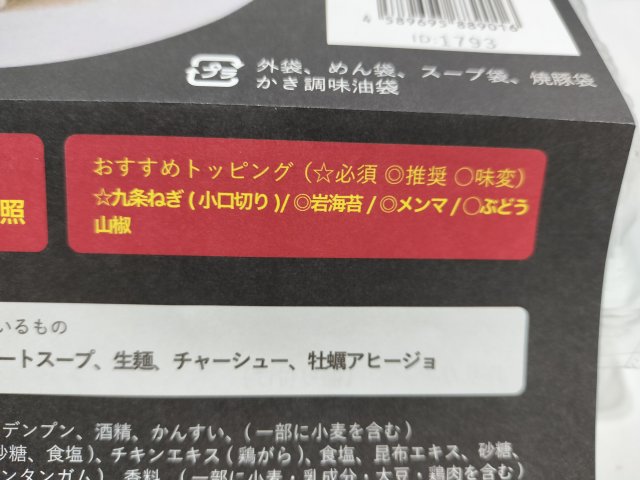 4 589695 889016
ID:1793
プラ
外袋、めん袋、スープ袋、焼豚袋
かき調味油袋
おすすめトッピング（☆必須 ◎推奨 ○味変）
☆九条ねぎ ( 小口切り )/ ◎岩海苔 / ◎メンマ / ○ぶどう
山椒
照
いるもの
ートスープ、生麺、チャーシュー、牡蠣アヒージョ
デンプン、酒精、かんすい、( 一部に小麦を含む )
砂糖、食塩 )、チキンエキス ( 鶏がら )、食塩、昆布エキス、砂糖、
ンタンガム )、香料、( 一部に小麦・乳成分・大豆・鶏肉を含む )